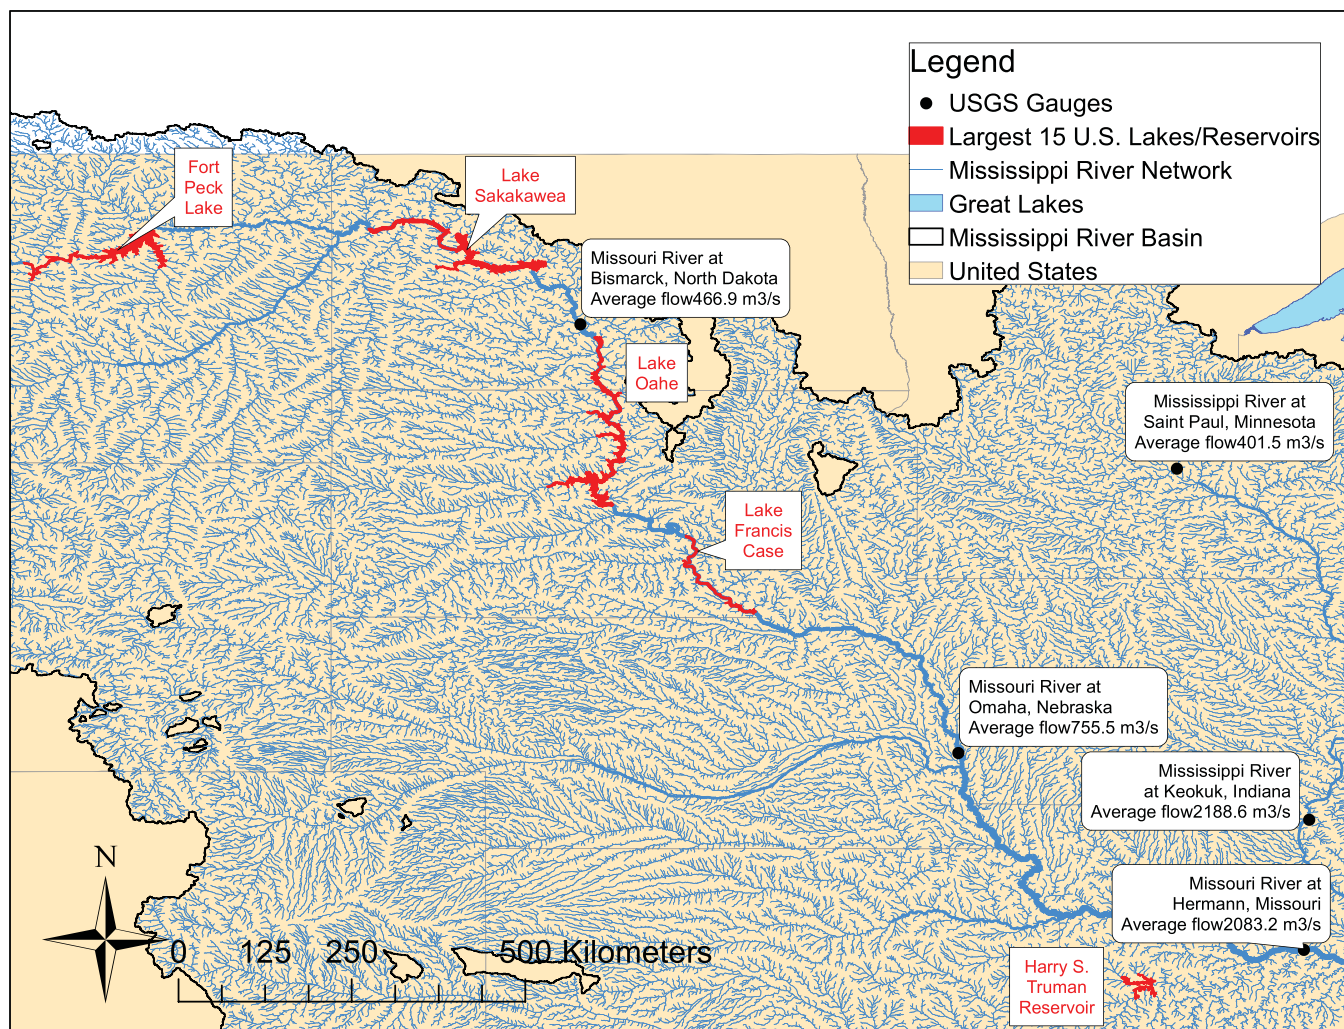 Legend
USGS Gauges
Largest 15 U.S. Lakes/Reservoirs
Mississippi River Network
Great Lakes
Mississippi River Basin
United States
Fort
Peck
Lake
Lake
Sakakawea
Missouri River at
Bismarck, North Dakota
Average flow466.9 m3/s
Lake
Oahe
Mississippi River at
Saint Paul, Minnesota
Average flow401.5 m3/s
Lake
Francis
Case
Missouri River at
Omaha, Nebraska
Average flow755.5 m3/s
Mississippi River
at Keokuk, Indiana
Average flow2188.6 m3/s
Missouri River at
Hermann, Missouri
Average flow2083.2 m3/s
N
0 125 250 500 Kilometers
Harry S.
Truman
Reservoir